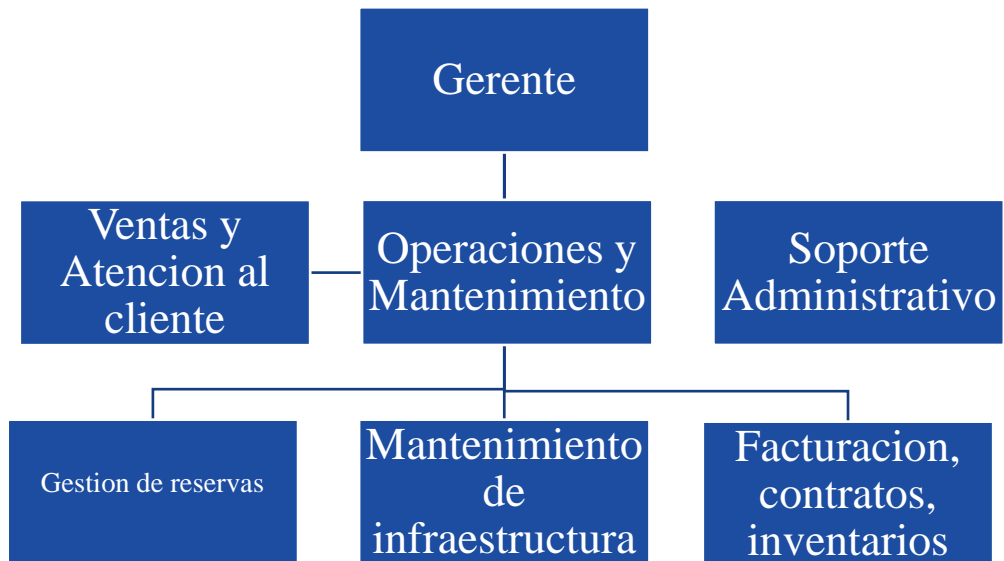 Gerente
Ventas y
Atencion al
cliente
Operaciones y
Mantenimiento
Soporte
Administrativo
Gestion de reservas
Mantenimiento
de
infraestructura
Facturacion,
contratos,
inventarios